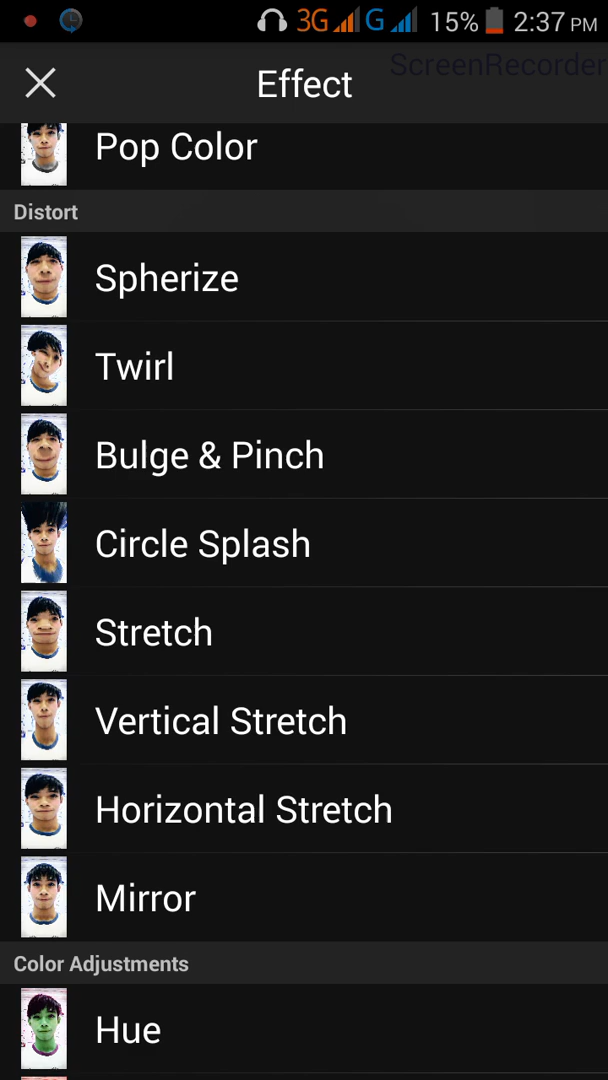 3G G 15% 2:37 PM
ScreenRecorder
Effect
Pop Color
Distort
Spherize
Twirl
Bulge & Pinch
Circle Splash
Stretch
Vertical Stretch
Horizontal Stretch
Mirror
Color Adjustments
Hue